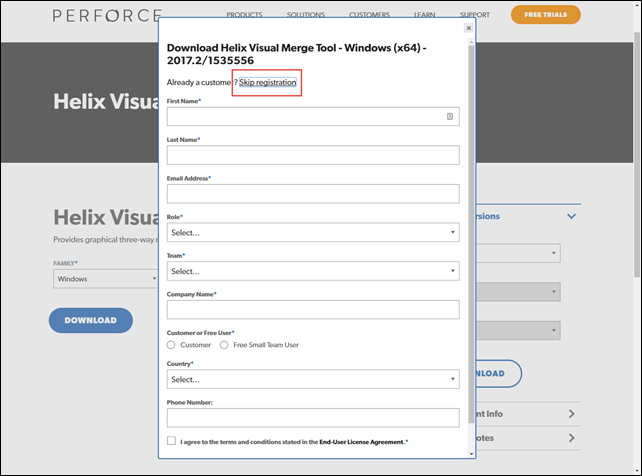 PERFORCE
PRODUCTS SOLUTIONS CUSTOMERS LEARN SUPPORT FREE TRIALS
Download Helix Visual Merge Tool - Windows (x64) -
2017.2/1535556
Already a custome ? Skip registration
First Name*
Helix Visua
Last Name*
Email Address*
Role*
Select...
Helix Visua
rsions
Provides graphical three-way
Team*
Select...
FAMILY*
Windows
Company Name*
DOWNLOAD
Customer or Free User*
Customer Free Small Team User
Country*
Select...
NLOAD
Phone Number:
nt Info
I agree to the terms and conditions stated in the End-User License Agreement.*
otes